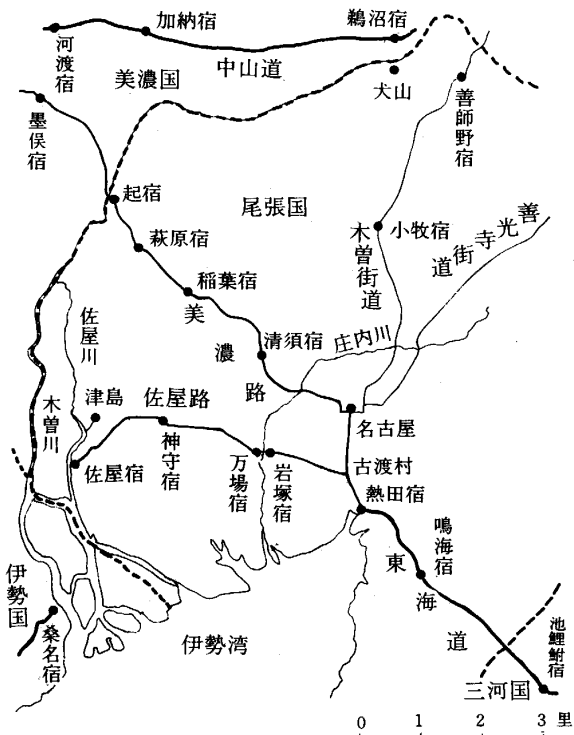 加納宿
鵜沼宿
河渡宿
中山道
美濃国
犬山
善師野宿
墨俣宿
起宿
尾張国
萩原宿
木曽街道
小牧宿
善光寺街道
稲葉宿
美濃路
清須宿
庄内川
佐屋川
木曽川
津島
佐屋路
名古屋
佐屋宿
神守宿
万場宿
岩塚宿
古渡村
熱田宿
鳴海宿
東海道
伊勢国
桑名宿
伊勢湾
池鯉鮒宿
三河国
0 1 2 3 里